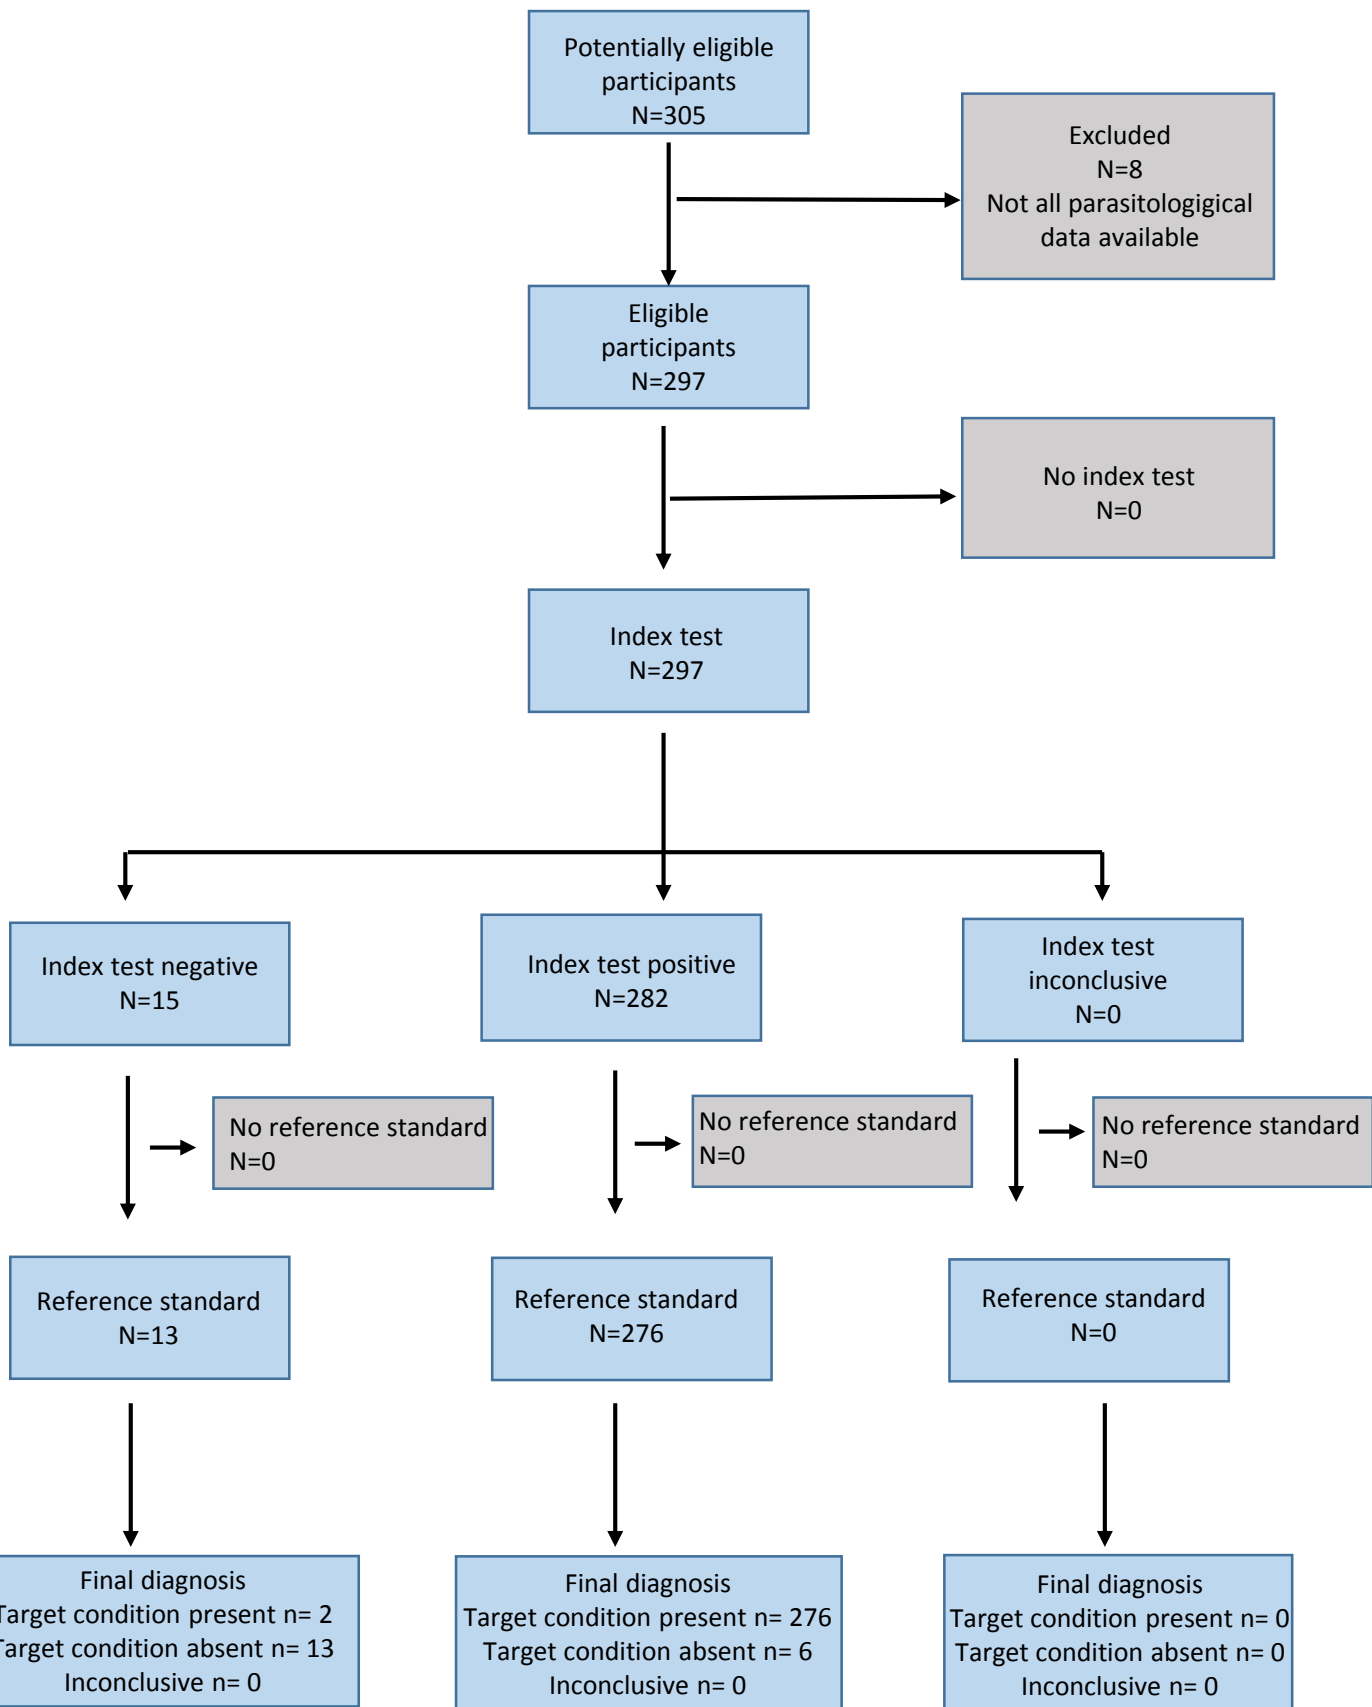 Potentially eligible
participants
N=305
Excluded
N=8
Not all parasitologigical
data available
Eligible
participants
N=297
No index test
N=0
Index test
N=297
Index test negative
N=15
Index test positive
N=282
Index test
inconclusive
N=0
No reference standard
N=0
No reference standard
N=0
No reference standard
N=0
Reference standard
N=13
Reference standard
N=276
Reference standard
N=0
Final diagnosis
Target condition present n= 2
Target condition absent n= 13
Inconclusive n= 0
Final diagnosis
Target condition present n= 276
Target condition absent n= 6
Inconclusive n= 0
Final diagnosis
Target condition present n= 0
Target condition absent n= 0
Inconclusive n= 0